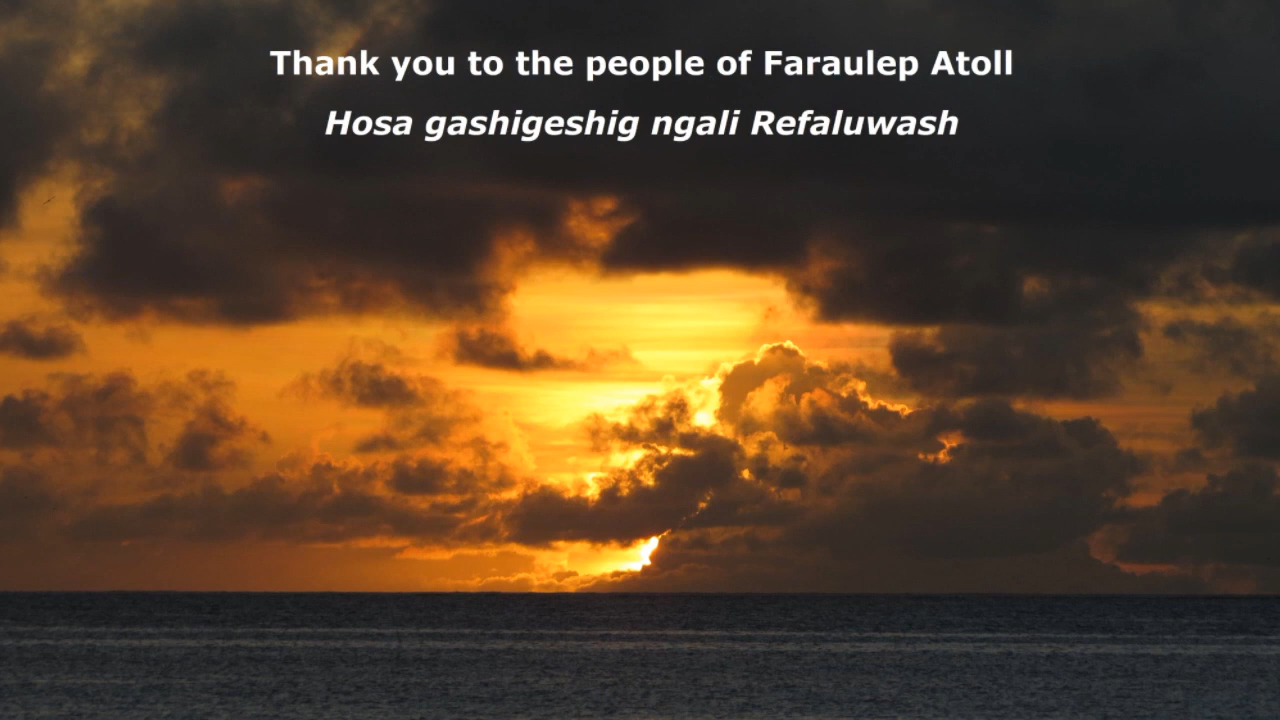 Thank you to the people of Faraulep Atoll
Hosa gashigeshig ngali Refaluwash